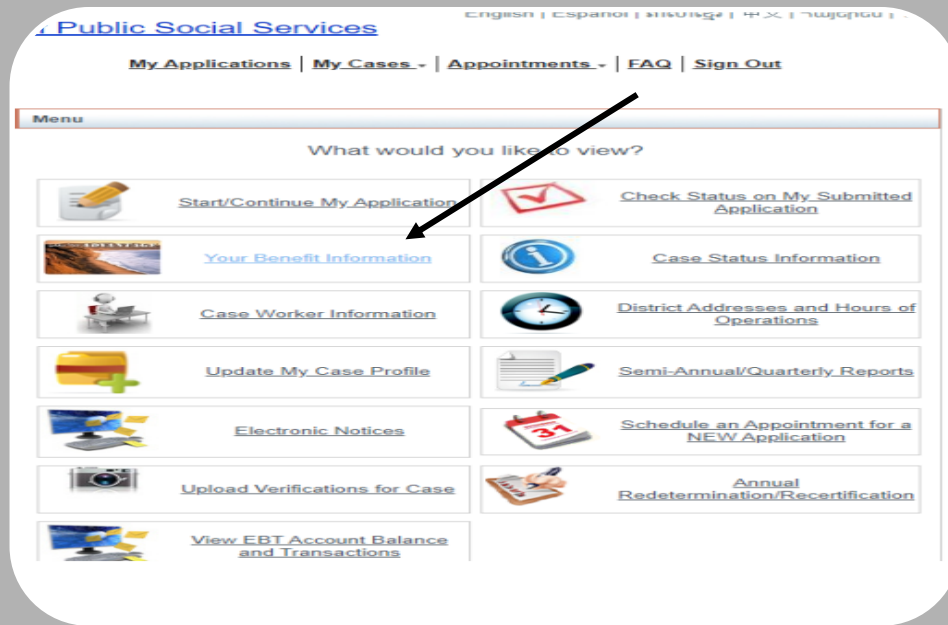 English | Español | | 中文 |
Public Social Services
My Applications | My Cases | Appointments | FAQ | Sign Out
Menu
What would you like to view?
Start/Continue My Application
Check Status on My Submitted
Application
ADVANTAGE
Your Benefit Information
Case Status Information
Case Worker Information
District Addresses and Hours of
Operations
Update My Case Profile
Semi-Annual/Quarterly Reports
Electronic Notices
31
Schedule an Appointment for a
NEW Application
Upload Verifications for Case
Annual
Redetermination/Recertification
View EBT Account Balance
and Transactions